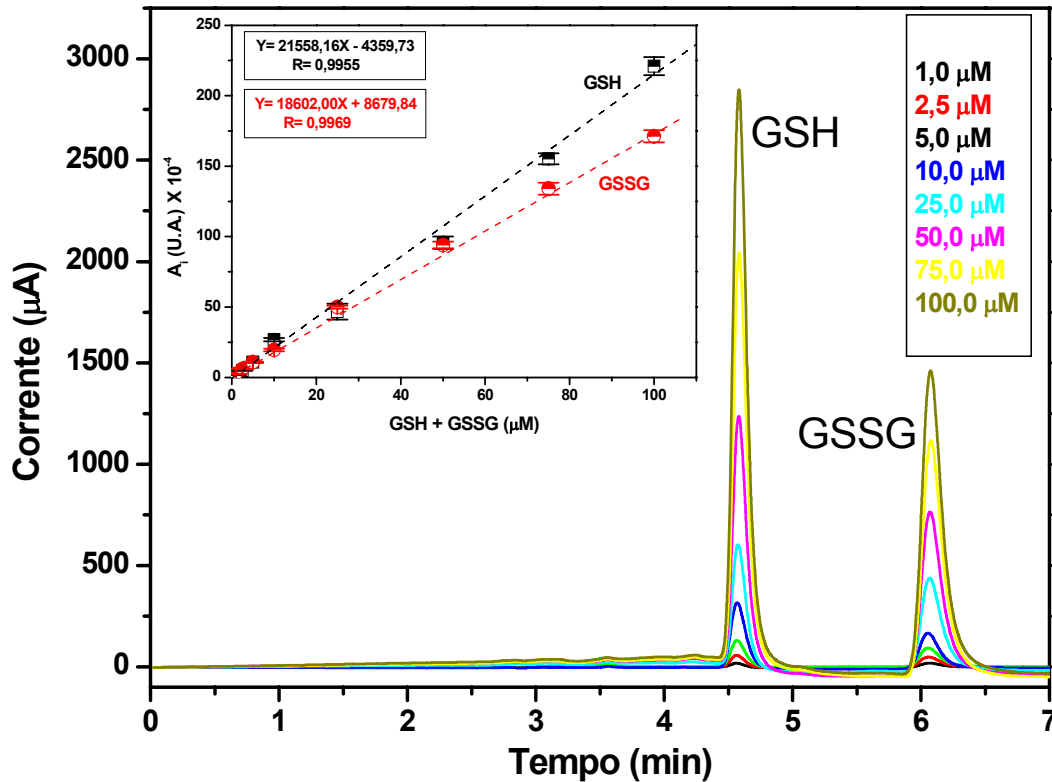 Corrente (µA)
3000
2500
2000
1500
1000
500
0
0 1 2 3 4 5 6 7
Tempo (min)
A_i (U.A.) X 10^-4
250
200
150
100
50
0
0 20 40 60 80 100
GSH + GSSG (µM)
Y= 21558,16X - 4359,73
R= 0,9955
Y= 18602,00X + 8679,84
R= 0,9969
GSH
GSSG
GSH
GSSG
1,0 µM
2,5 µM
5,0 µM
10,0 µM
25,0 µM
50,0 µM
75,0 µM
100,0 µM